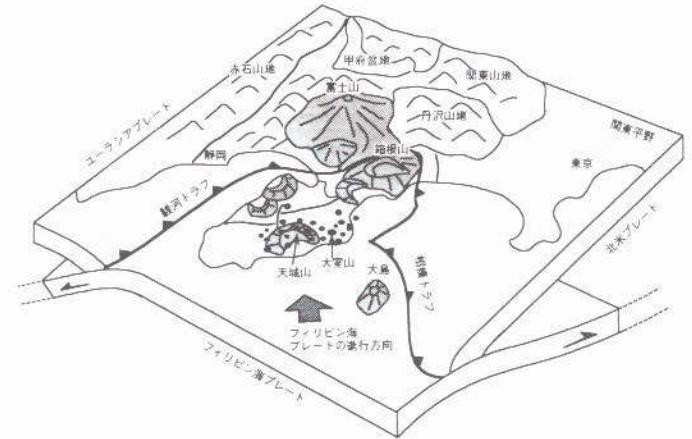 甲府盆地
赤石山地
関東山地
富士山
丹沢山地
ユーラシアプレート
関東平野
静岡
箱根山
東京
駿河トラフ
北米プレート
天城山
大室山
大島
相模トラフ
フィリピン海
プレートの進行方向
フィリピン海プレート